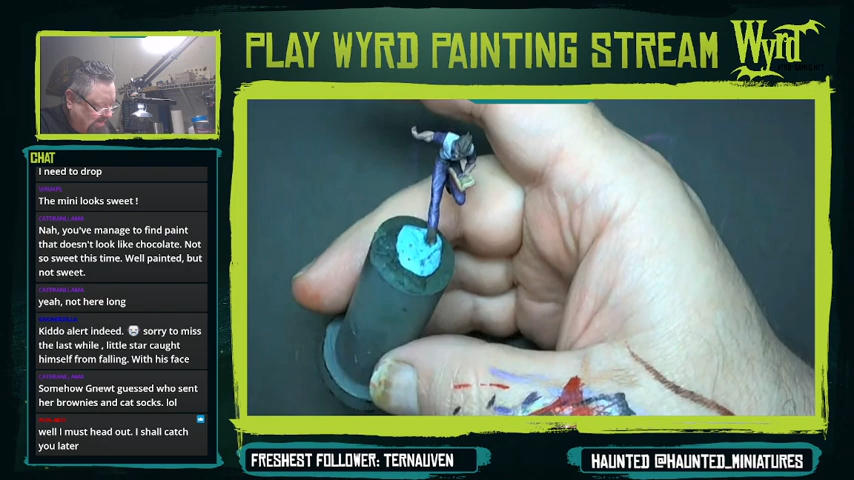 PLAY WYRD PAINTING STREAM
Wyrd
CHAT
I need to drop
The mini looks sweet !
Nah, you've manage to find paint
that doesn't look like chocolate. Not
so sweet this time. Well painted, but
not sweet.
yeah, not here long
Kiddo alert indeed. sorry to miss
the last while , little star caught
himself from falling. With his face
Somehow Gnewt guessed who sent
her brownies and cat socks. lol
well I must head out. I shall catch
you later
FRESHEST FOLLOWER: TERNAUVEN
HAUNTED @HAUNTED_MINIATURES